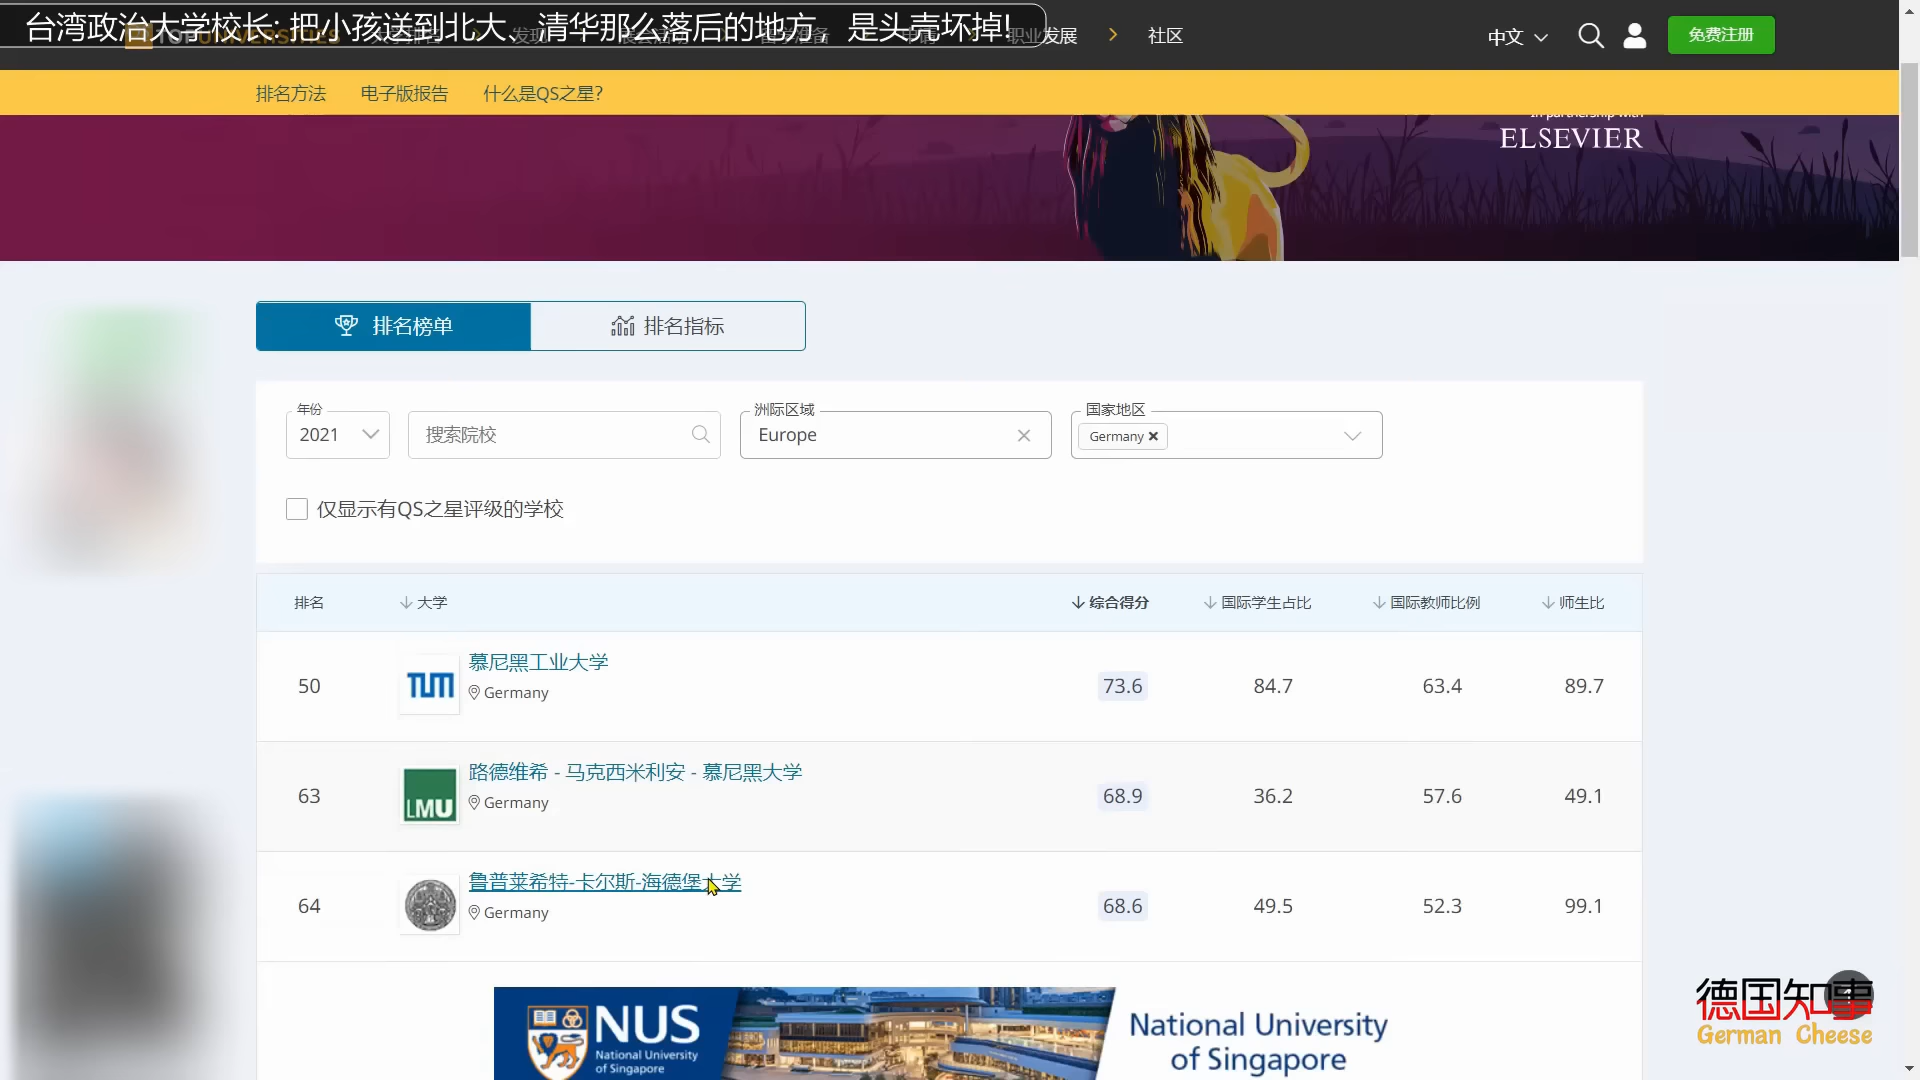 台湾政治大学校长: 把小孩送到北大、清华那么落后的地方， 是头壳坏掉!
TOPUNIVERSITIES
职业发展
社区
中文
免费注册
排名方法
电子版报告
什么是QS之星？
In partnership with
ELSEVIER
排名榜单
排名指标
年份
2021
搜索院校
洲际区域
Europe
国家地区
Germany
仅显示有QS之星评级的学校
排名
大学
综合得分
国际学生占比
国际教师比例
师生比
50
TUM
慕尼黑工业大学
Germany
73.6
84.7
63.4
89.7
63
LMU
路德维希 - 马克西米利安 - 慕尼黑大学
Germany
68.9
36.2
57.6
49.1
64
鲁普莱希特-卡尔斯-海德堡大学
Germany
68.6
49.5
52.3
99.1
NUS
National University
of Singapore
National University
of Singapore
德国知事
German Cheese